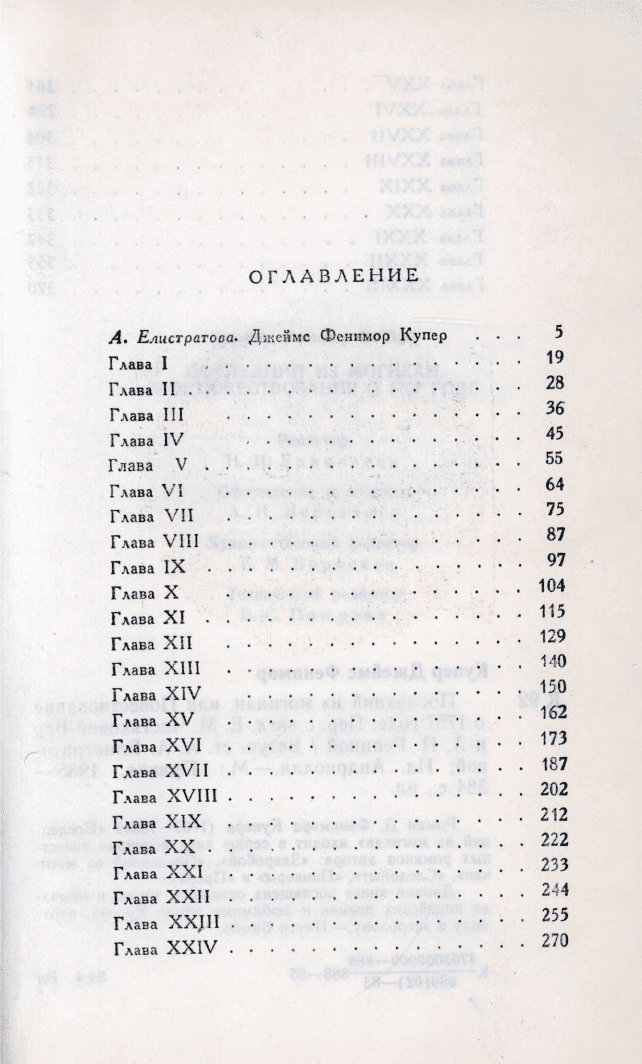 ОГЛАВЛЕНИЕ
А. Елистратова. Джеймс Фенимор Купер . . . 5
Глава I . . . . . . . . . . . . . . 19
Глава II . . . . . . . . . . . . . . 28
Глава III . . . . . . . . . . . . . 36
Глава IV . . . . . . . . . . . . . 45
Глава V . . . . . . . . . . . . . . 55
Глава VI . . . . . . . . . . . . . 64
Глава VII . . . . . . . . . . . . . 75
Глава VIII . . . . . . . . . . . . . 87
Глава IX . . . . . . . . . . . . . 97
Глава X . . . . . . . . . . . . . . 104
Глава XI . . . . . . . . . . . . . . 115
Глава XII . . . . . . . . . . . . . 129
Глава XIII . . . . . . . . . . . . . 140
Глава XIV . . . . . . . . . . . . . 150
Глава XV . . . . . . . . . . . . . 162
Глава XVI . . . . . . . . . . . . . 173
Глава XVII . . . . . . . . . . . . . 187
Глава XVIII . . . . . . . . . . . . . 202
Глава XIX . . . . . . . . . . . . . 212
Глава XX . . . . . . . . . . . . . 222
Глава XXI . . . . . . . . . . . . . 233
Глава XXII . . . . . . . . . . . . . 244
Глава XXIII . . . . . . . . . . . . . 255
Глава XXIV . . . . . . . . . . . . . 270